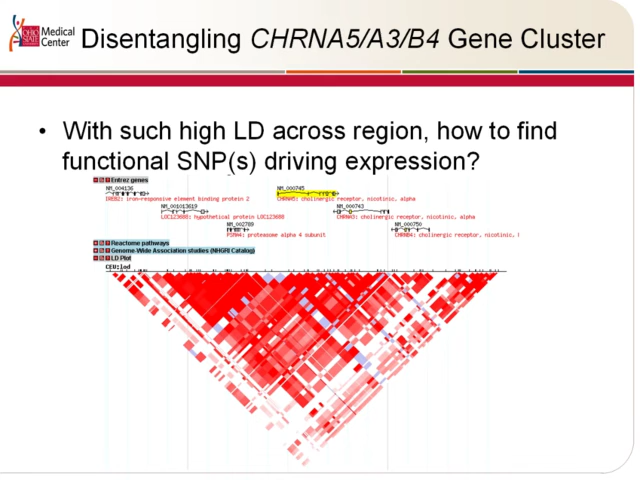 OHIO STATE
Medical Center
Disentangling CHRNA5/A3/B4 Gene Cluster
• With such high LD across region, how to find
functional SNP(s) driving expression?
Entrez genes
NM_004136
IREB2: iron-responsive element binding protein 2
NM_000745
CHRNA5: cholinergic receptor, nicotinic, alpha
NM_001013619
LOC123688: hypothetical protein LOC123688
NM_000743
CHRNA3: cholinergic receptor, nicotinic, alpha
NM_002789
PSMA4: proteasome alpha 4 subunit
NM_000750
CHRNB4: cholinergic receptor, nicotinic, 
Reactome pathways
Genome-Wide Association studies (NHGRI Catalog)
LD Plot
CEU:lod